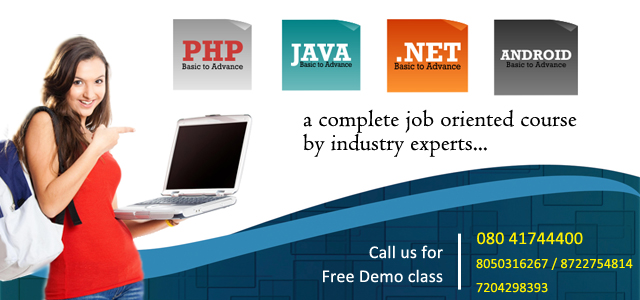 PHP
Basic to Advance
JAVA
Basic to Advance
.NET
Basic to Advance
ANDROID
Basic to Advance
a complete job oriented course
by industry experts...
Call us for
Free Demo class
080 41744400
8050316267 / 8722754814
7204298393